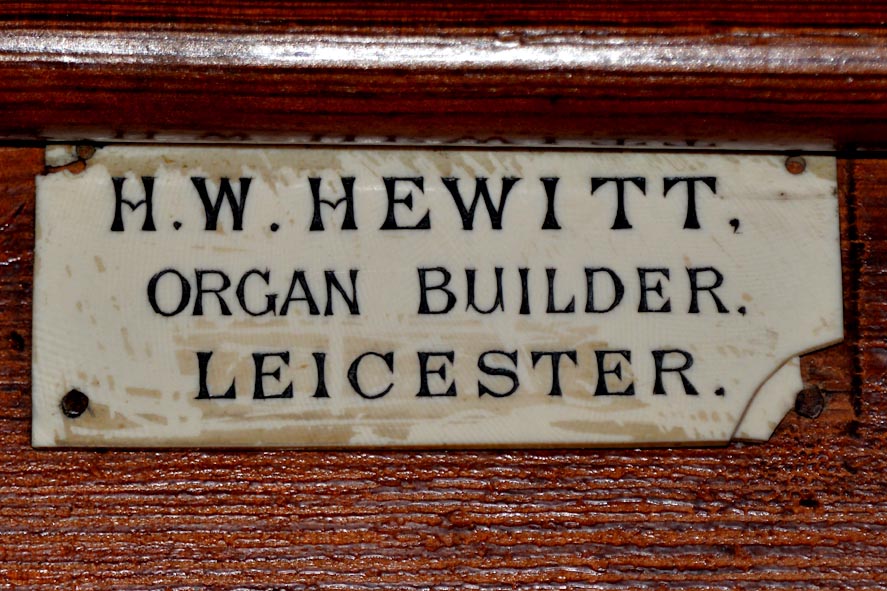 H.W.HEWITT,
ORGAN BUILDER.
LEICESTER.